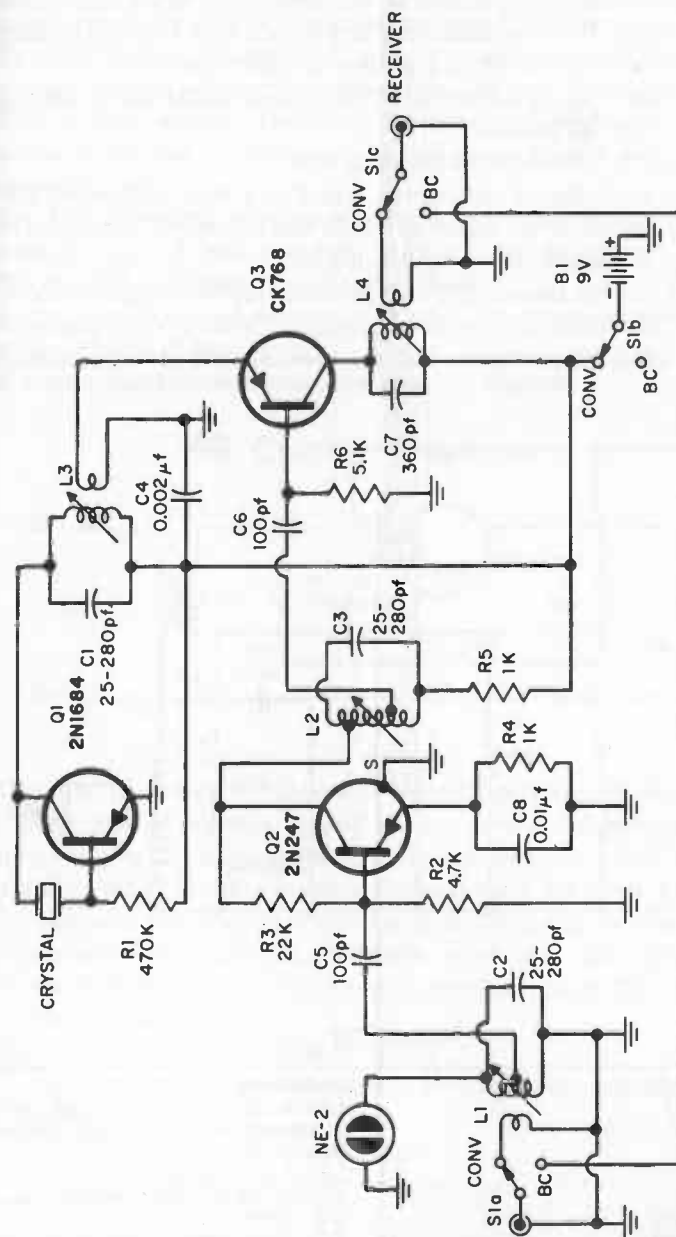 CRYSTAL
R1
470K
Q1
2N1684
C1
25-280pf
L3
C4
0.002µf
NE-2
C5
100pf
R3
22K
Q2
2N247
S
L2
C3
25-
280pf
C6
100pf
R6
5.1K
Q3
CK768
C7
360pf
L4
CONV
S1c
BC
RECEIVER
S1a
CONV
BC
L1
C2
25-
280pf
R2
4.7K
C8
0.01µf
R4
1K
R5
1K
CONV
S1b
BC
B1
9V
-
+